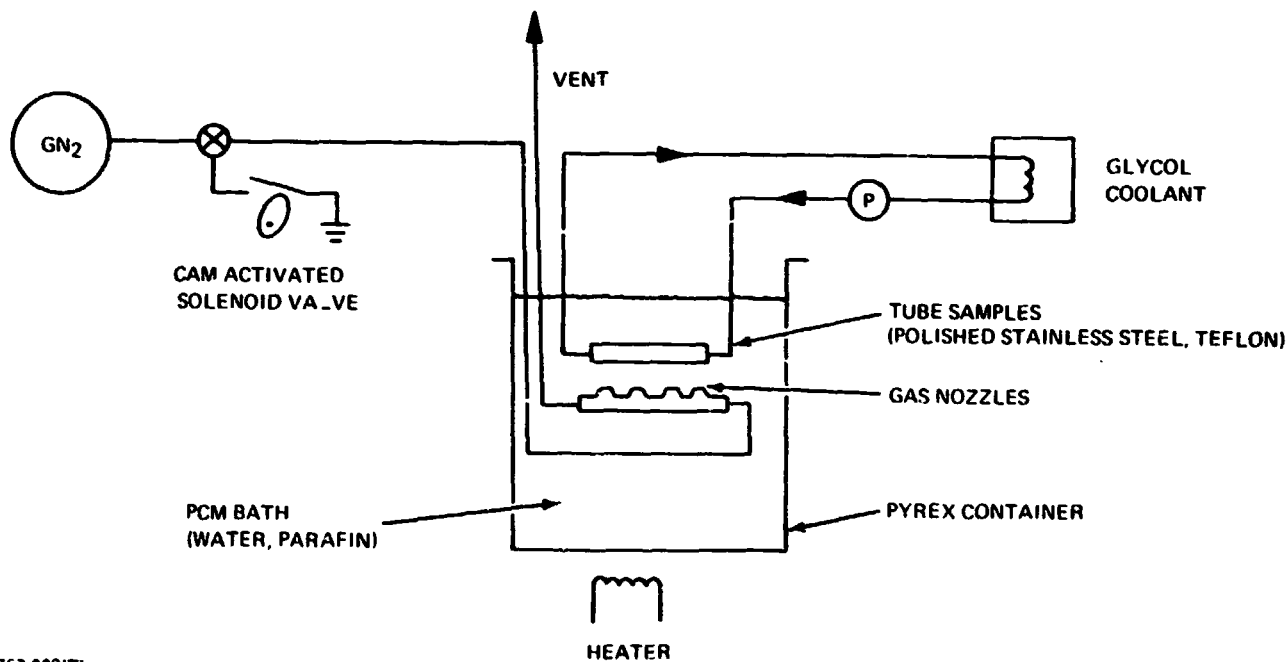 VENT
GN2
GLYCOL
COOLANT
P
CAM ACTIVATED
SOLENOID VA_VE
TUBE SAMPLES
(POLISHED STAINLESS STEEL, TEFLON)
GAS NOZZLES
PCM BATH
(WATER, PARAFIN)
PYREX CONTAINER
HEATER